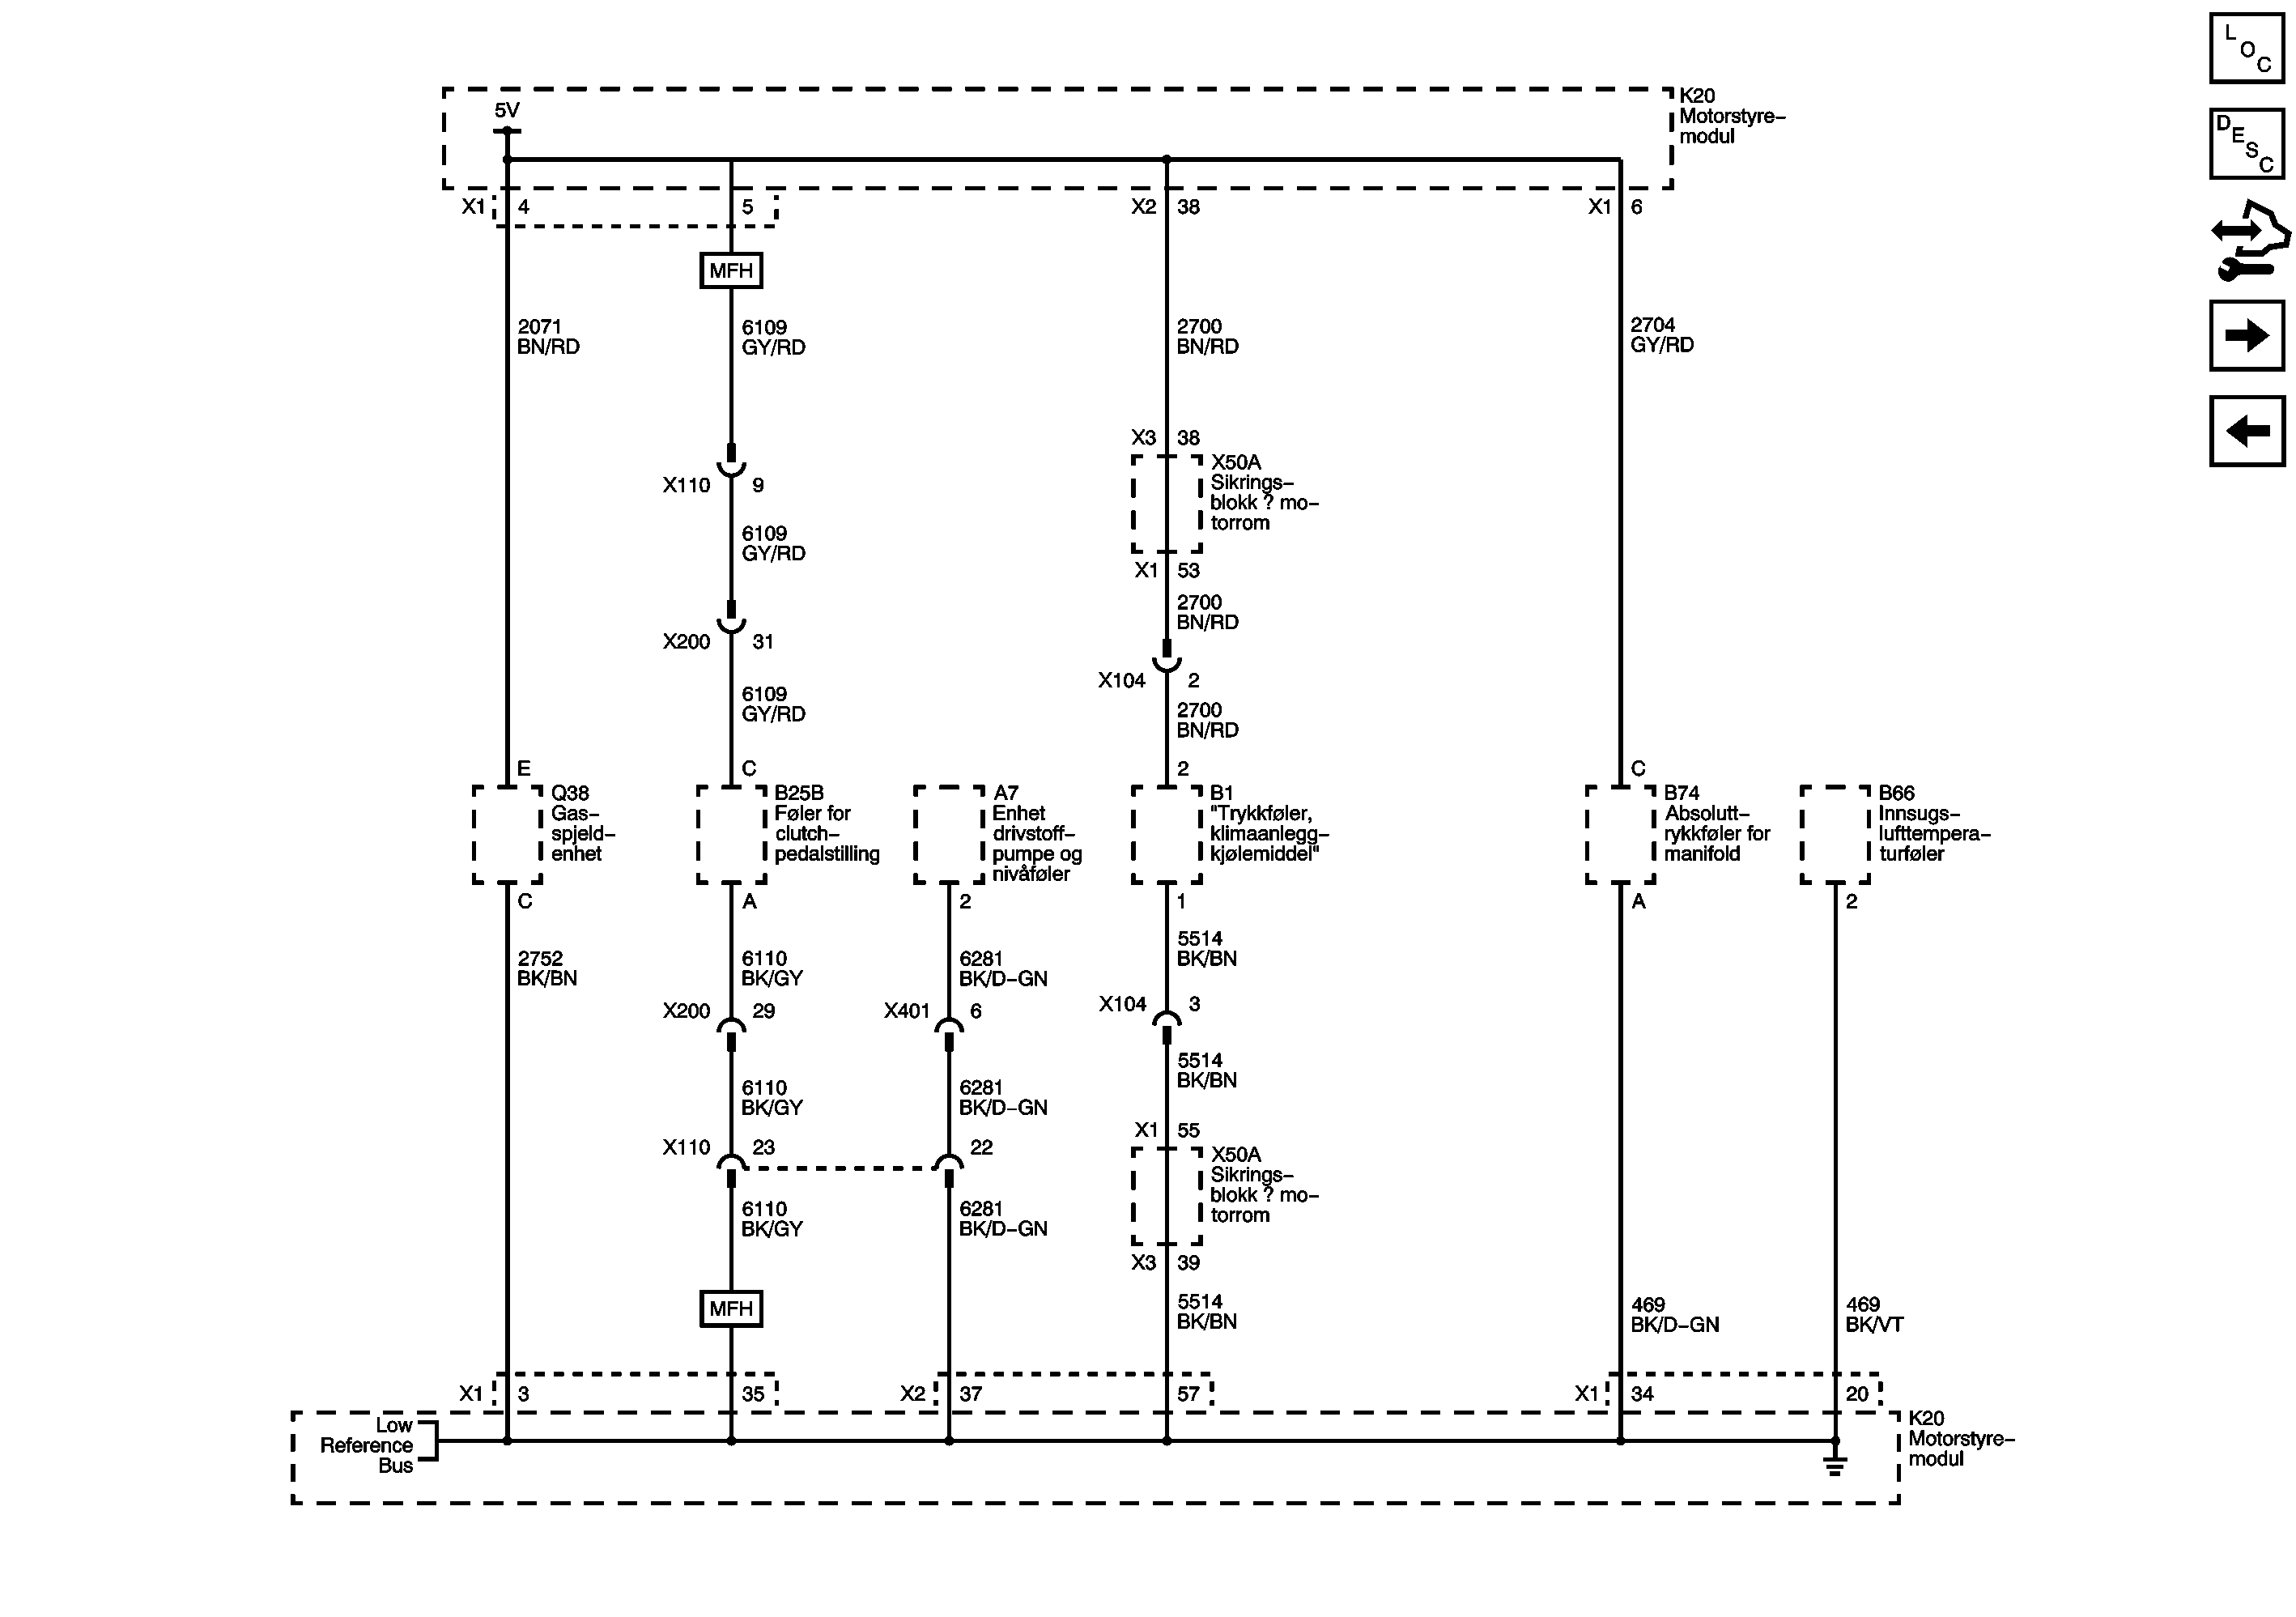 L
O
C
D
E
S
C
5V
K20
Motorstyre-
modul
X1 4
5
X2 38
X1 6
MFH
2071
BN/RD
6109
GY/RD
2700
BN/RD
2704
GY/RD
X3 38
X50A
Sikrings-
blokk ? mo-
torrom
X110 9
6109
GY/RD
X1 53
2700
BN/RD
X200 31
X104 2
6109
GY/RD
2700
BN/RD
E
C
2
C
Q38
Gas-
spjeld-
enhet
B25B
Føler for
clutch-
pedalstilling
A7
Enhet
drivstoff-
pumpe og
nivåføler
B1
"Trykkføler,
klimaanlegg-
kjølemiddel"
B74
Absolutt-
rykkføler for
manifold
B66
Innsugs-
lufttempera-
turføler
C
A
2
1
A
2
2752
BK/BN
6110
BK/GY
6281
BK/D-GN
5514
BK/BN
X200 29
X401 6
X104 3
6110
BK/GY
6281
BK/D-GN
5514
BK/BN
X110 23
22
X1 55
X50A
Sikrings-
blokk ? mo-
torrom
6110
BK/GY
6281
BK/D-GN
X3 39
MFH
5514
BK/BN
469
BK/D-GN
469
BK/VT
X1 3
35
X2 37
57
X1 34
20
Low
Reference
Bus
K20
Motorstyre-
modul